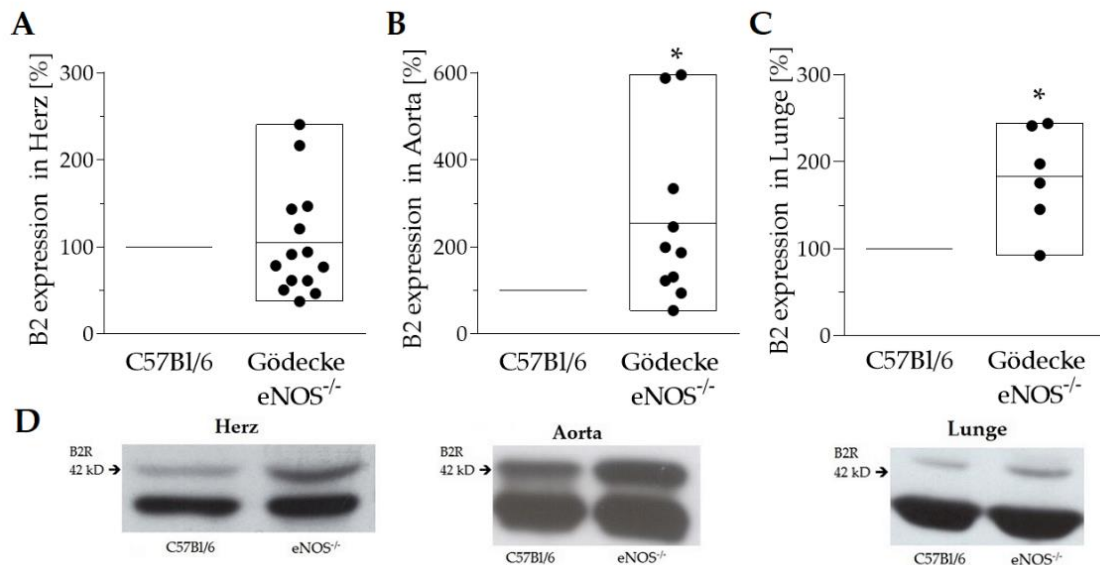 A
B2 expression in Herz [%]
300
200
100
0
C57Bl/6
Gödecke
eNOS-/-
B
B2 expression in Aorta [%]
600
400
200
0
*
C57Bl/6
Gödecke
eNOS-/-
C
B2 expression in Lunge [%]
300
200
100
0
*
C57Bl/6
Gödecke
eNOS-/-
D
Herz
B2R
42 kD →
C57Bl/6 eNOS-/-
Aorta
B2R
42 kD →
C57Bl/6 eNOS-/-
Lunge
B2R
42 kD →
C57Bl/6 eNOS-/-